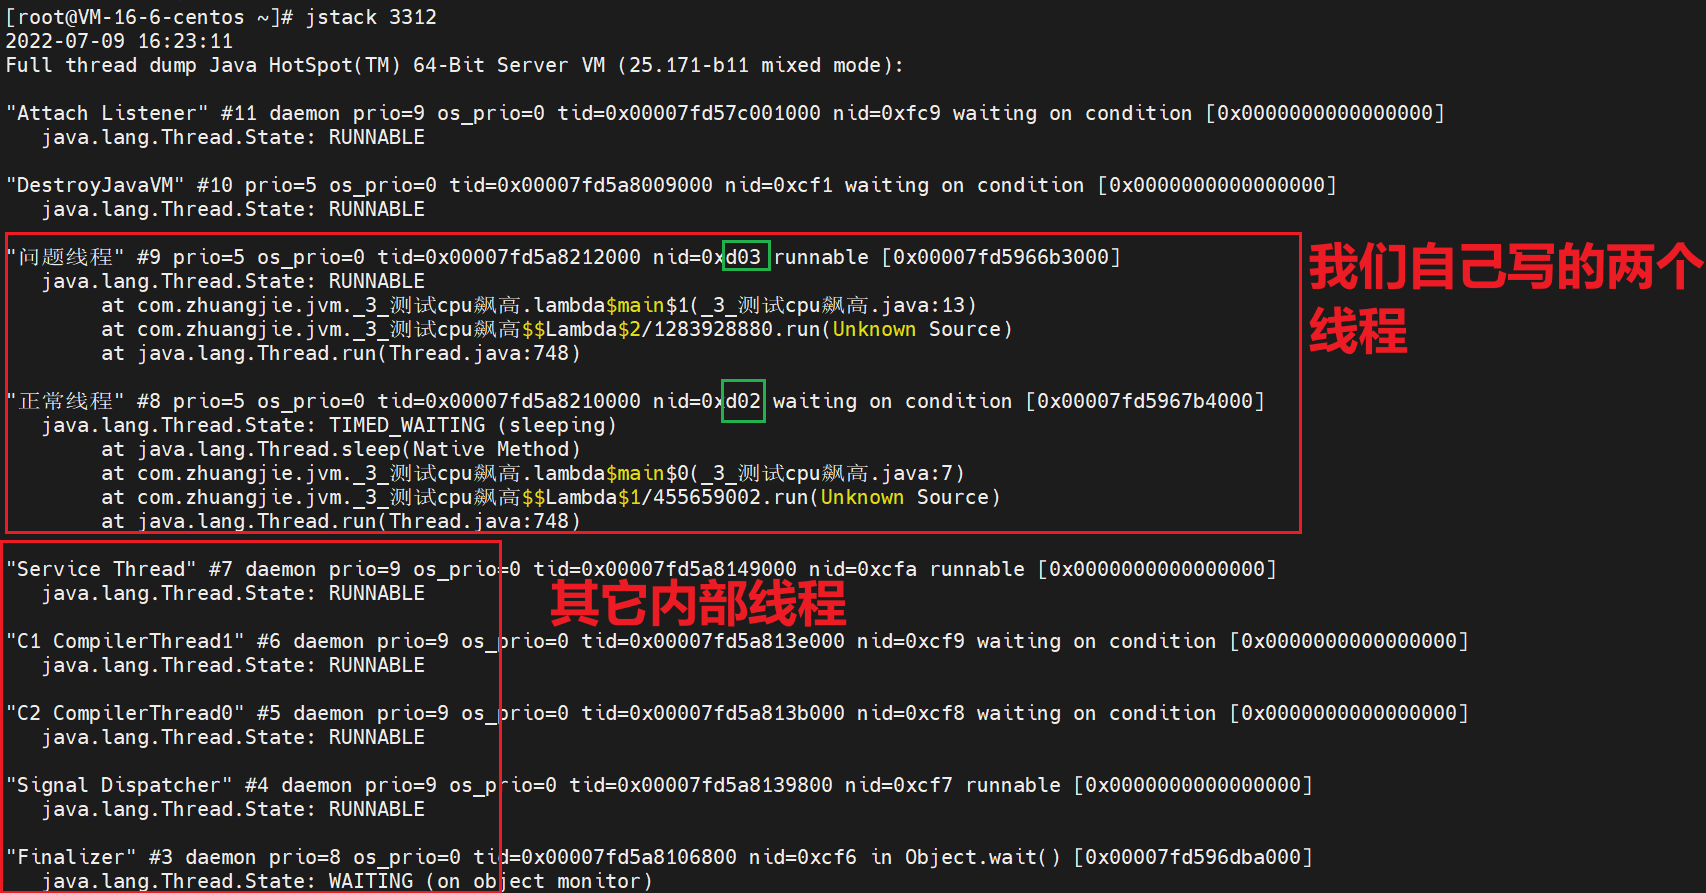 [root@VM-16-6-centos ~]# jstack 3312
2022-07-09 16:23:11
Full thread dump Java HotSpot(TM) 64-Bit Server VM (25.171-b11 mixed mode):
"Attach Listener" #11 daemon prio=9 os_prio=0 tid=0x00007fd57c001000 nid=0xfc9 waiting on condition [0x0000000000000000]
java.lang.Thread.State: RUNNABLE
"DestroyJavaVM" #10 prio=5 os_prio=0 tid=0x00007fd5a8009000 nid=0xcf1 waiting on condition [0x0000000000000000]
java.lang.Thread.State: RUNNABLE
"问题线程" #9 prio=5 os_prio=0 tid=0x00007fd5a8212000 nid=0xd03 runnable [0x00007fd5966b3000]
java.lang.Thread.State: RUNNABLE
at com.zhuangjie.jvm._3_测试cpu飙高.lambda$main$1(_3_测试cpu飙高.java:13)
at com.zhuangjie.jvm._3_测试cpu飙高$$Lambda$2/1283928880.run(Unknown Source)
at java.lang.Thread.run(Thread.java:748)
我们自己写的两个
线程
"正常线程" #8 prio=5 os_prio=0 tid=0x00007fd5a8210000 nid=0xd02 waiting on condition [0x00007fd5967b4000]
java.lang.Thread.State: TIMED_WAITING (sleeping)
at java.lang.Thread.sleep(Native Method)
at com.zhuangjie.jvm._3_测试cpu飙高.lambda$main$0(_3_测试cpu飙高.java:7)
at com.zhuangjie.jvm._3_测试cpu飙高$$Lambda$1/455659002.run(Unknown Source)
at java.lang.Thread.run(Thread.java:748)
"Service Thread" #7 daemon prio=9 os_prio=0 tid=0x00007fd5a8149000 nid=0xcfa runnable [0x0000000000000000]
java.lang.Thread.State: RUNNABLE
其它内部线程
"C1 CompilerThread1" #6 daemon prio=9 os_prio=0 tid=0x00007fd5a813e000 nid=0xcf9 waiting on condition [0x0000000000000000]
java.lang.Thread.State: RUNNABLE
"C2 CompilerThread0" #5 daemon prio=9 os_prio=0 tid=0x00007fd5a813b000 nid=0xcf8 waiting on condition [0x0000000000000000]
java.lang.Thread.State: RUNNABLE
"Signal Dispatcher" #4 daemon prio=9 os_prio=0 tid=0x00007fd5a8139800 nid=0xcf7 runnable [0x0000000000000000]
java.lang.Thread.State: RUNNABLE
"Finalizer" #3 daemon prio=8 os_prio=0 tid=0x00007fd5a8106800 nid=0xcf6 in Object.wait() [0x00007fd596dba000]
java.lang.Thread.State: WAITING (on object monitor)